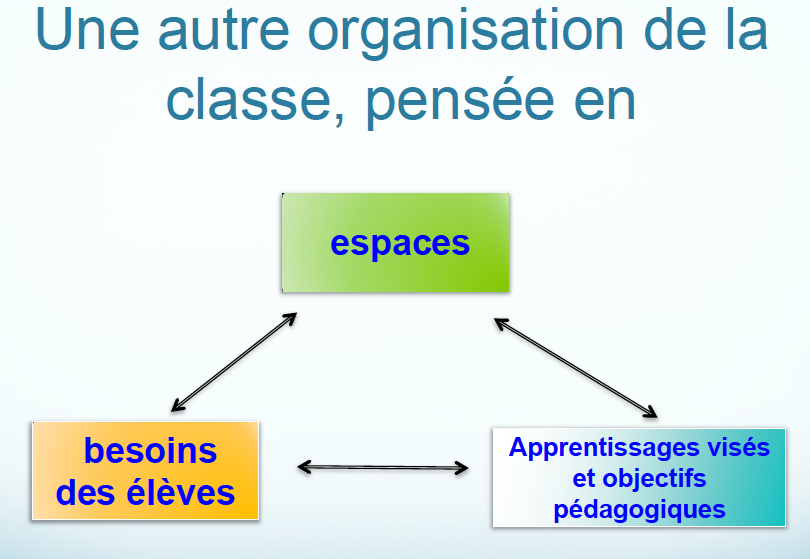 Une autre organisation de la
classe, pensée en
espaces
besoins
des élèves
Apprentissages visés
et objectifs
pédagogiques